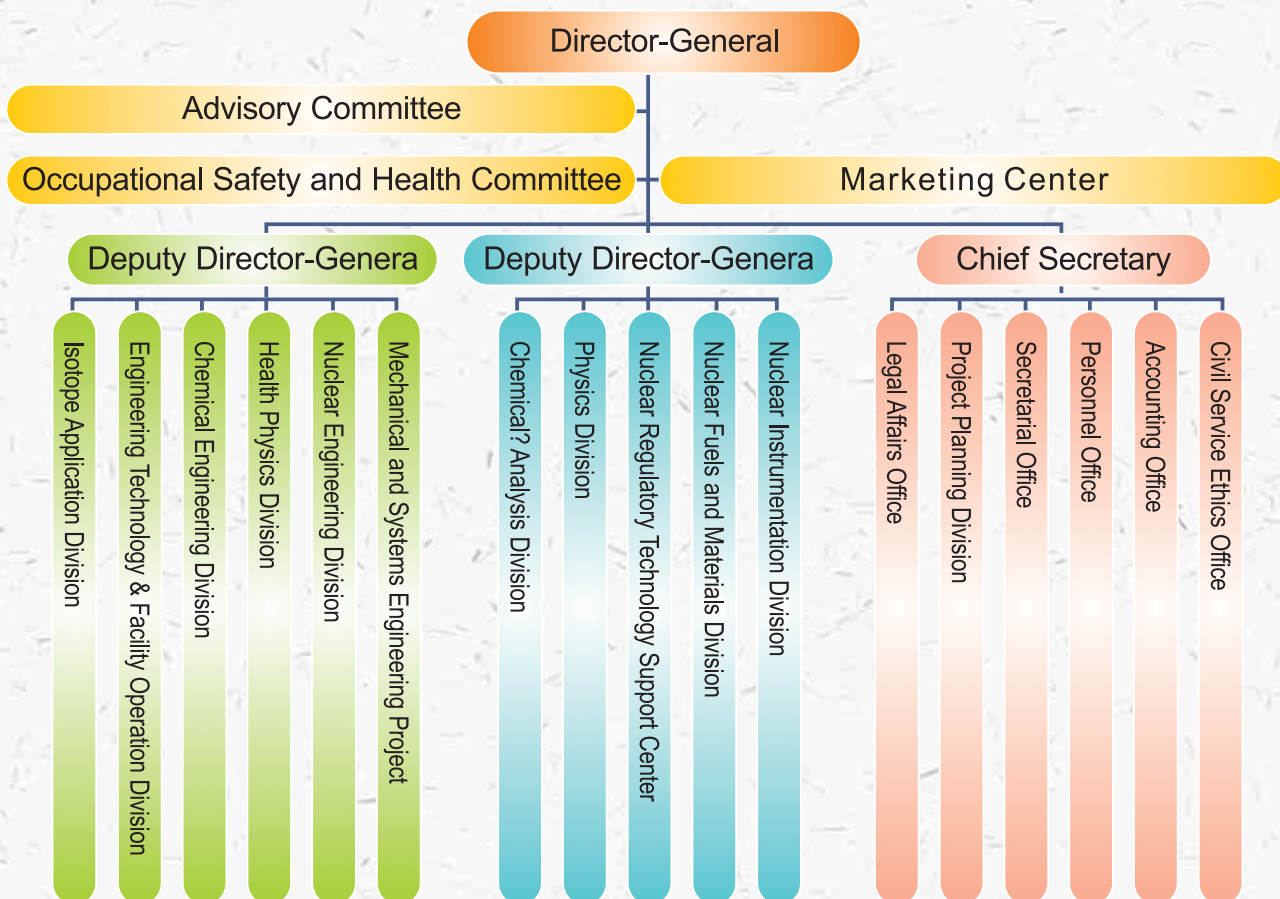 Director-General
Advisory Committee
Occupational Safety and Health Committee
Marketing Center
Deputy Director-Genera
Deputy Director-Genera
Chief Secretary
Isotope Application Division
Engineering Technology & Facility Operation Division
Chemical Engineering Division
Health Physics Division
Nuclear Engineering Division
Mechanical and Systems Engineering Project
Chemical? Analysis Division
Physics Division
Nuclear Regulatory Technology Support Center
Nuclear Fuels and Materials Division
Nuclear Instrumentation Division
Legal Affairs Office
Project Planning Division
Secretarial Office
Personnel Office
Accounting Office
Civil Service Ethics Office